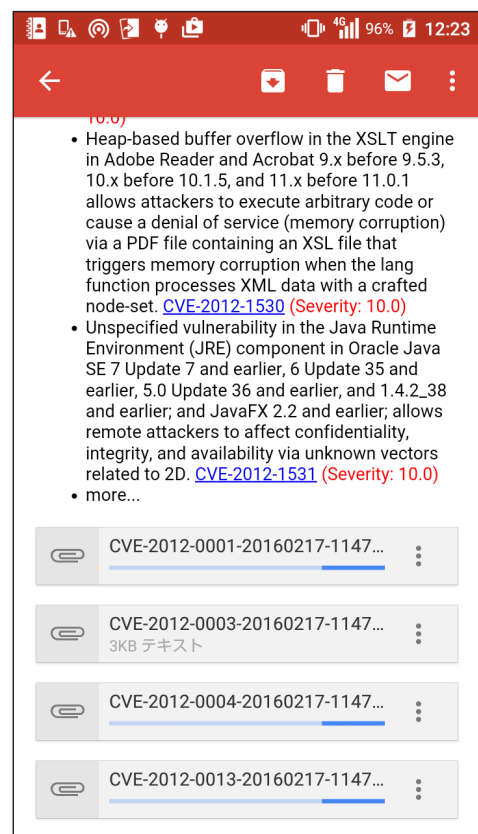 4G 96% 12:23
10.0)
• Heap-based buffer overflow in the XSLT engine
in Adobe Reader and Acrobat 9.x before 9.5.3,
10.x before 10.1.5, and 11.x before 11.0.1
allows attackers to execute arbitrary code or
cause a denial of service (memory corruption)
via a PDF file containing an XSL file that
triggers memory corruption when the lang
function processes XML data with a crafted
node-set. CVE-2012-1530 (Severity: 10.0)
• Unspecified vulnerability in the Java Runtime
Environment (JRE) component in Oracle Java
SE 7 Update 7 and earlier, 6 Update 35 and
earlier, 5.0 Update 36 and earlier, and 1.4.2_38
and earlier; and JavaFX 2.2 and earlier; allows
remote attackers to affect confidentiality,
integrity, and availability via unknown vectors
related to 2D. CVE-2012-1531 (Severity: 10.0)
• more...
CVE-2012-0001-20160217-1147...
CVE-2012-0003-20160217-1147...
3KB テキスト
CVE-2012-0004-20160217-1147...
CVE-2012-0013-20160217-1147...